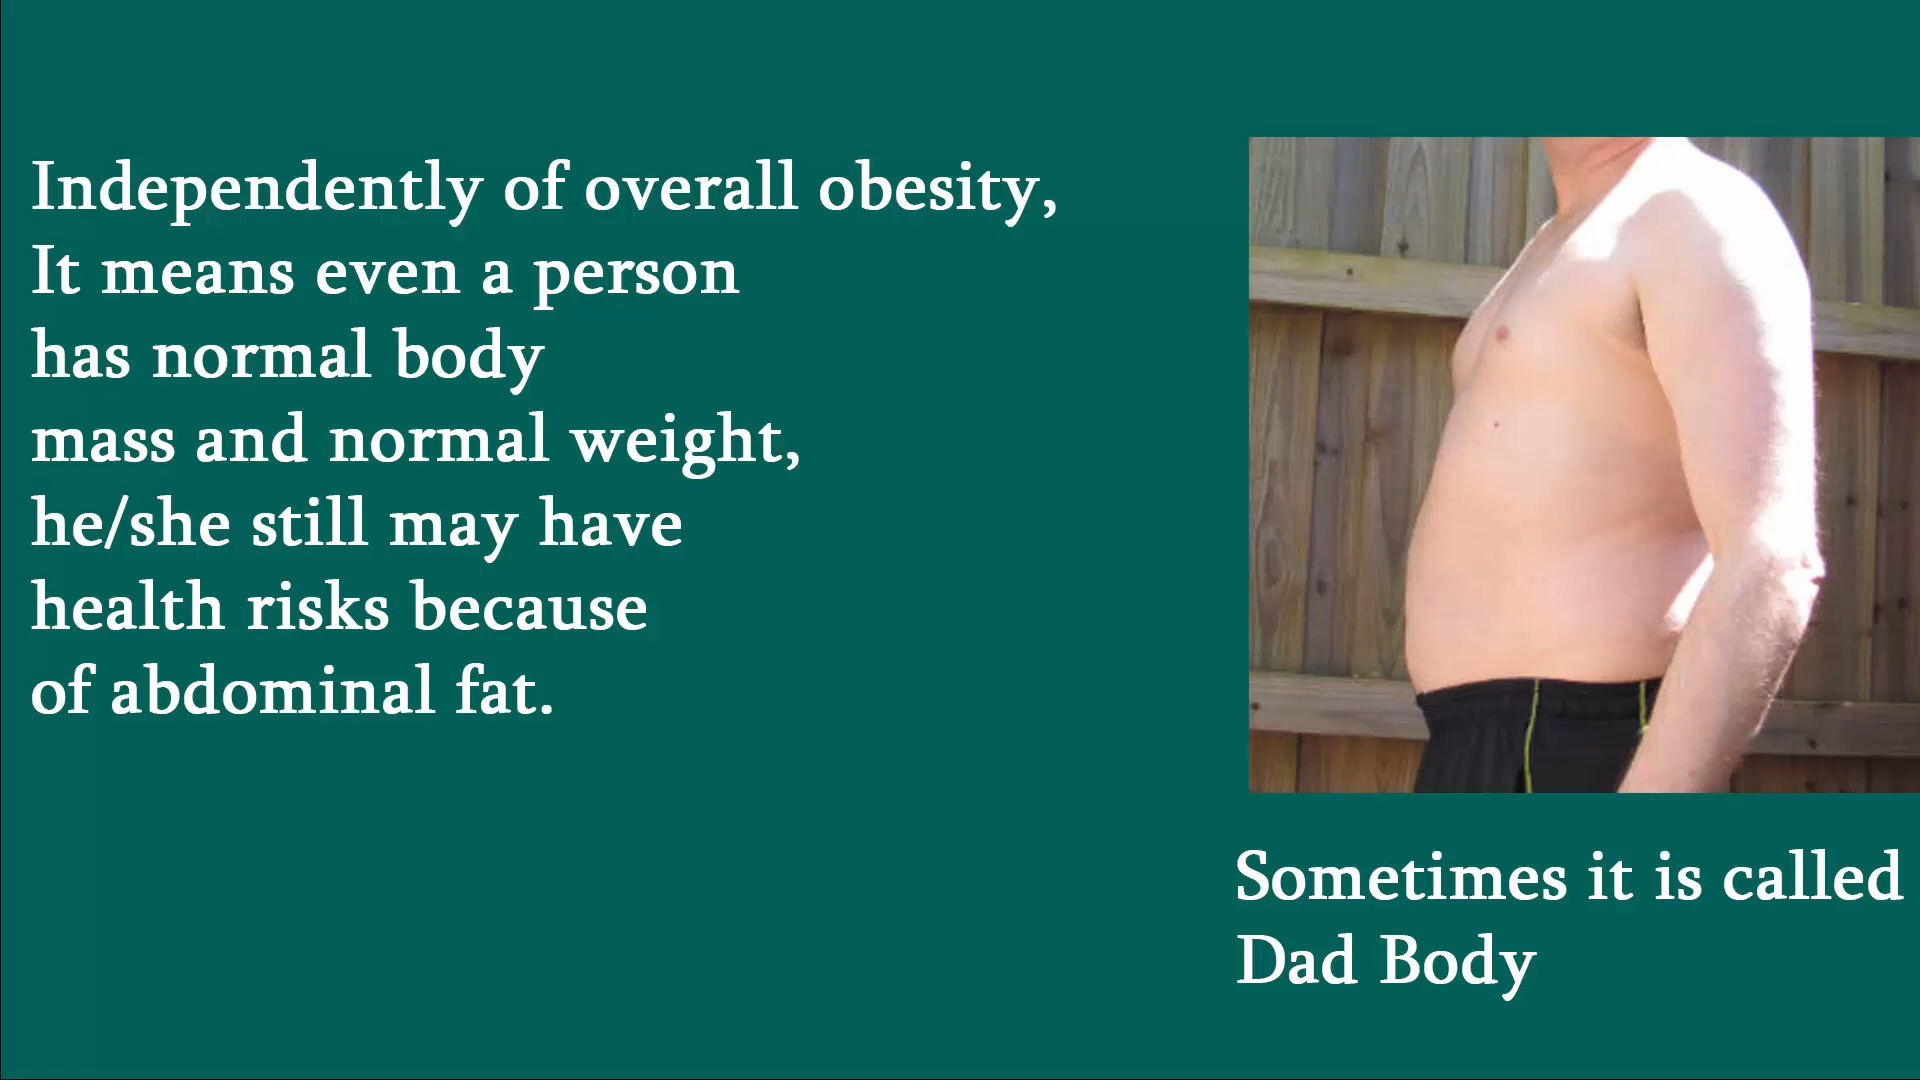 Independently of overall obesity,
It means even a person
has normal body
mass and normal weight,
he/she still may have
health risks because
of abdominal fat.
Sometimes it is called
Dad Body